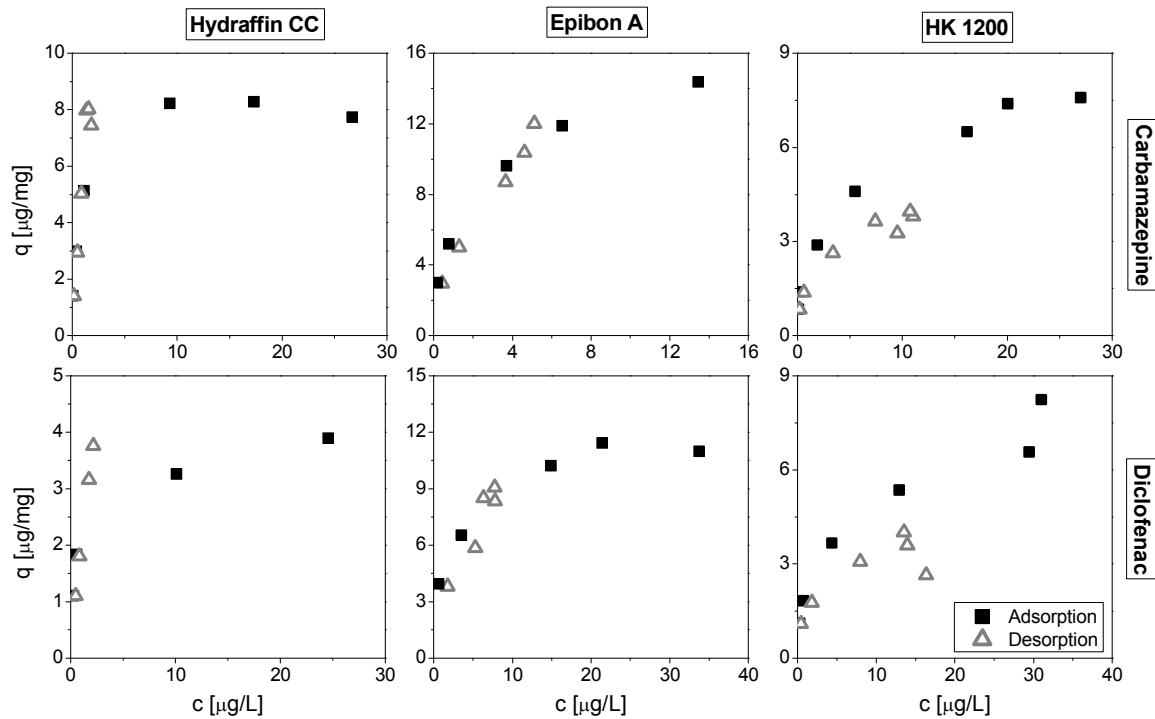 Hydraffin CC
Epibon A
HK 1200
q [µg/mg]
10
8
6
4
2
0
0 10 20 30
16
12
8
4
0
0 4 8 12 16
9
6
3
0
0 10 20 30
Carbamazepine
q [µg/mg]
5
4
3
2
1
0
0 10 20 30
c [µg/L]
15
12
9
6
3
0
0 10 20 30 40
c [µg/L]
9
6
3
0
0 10 20 30 40
c [µg/L]
Diclofenac
Adsorption
Desorption